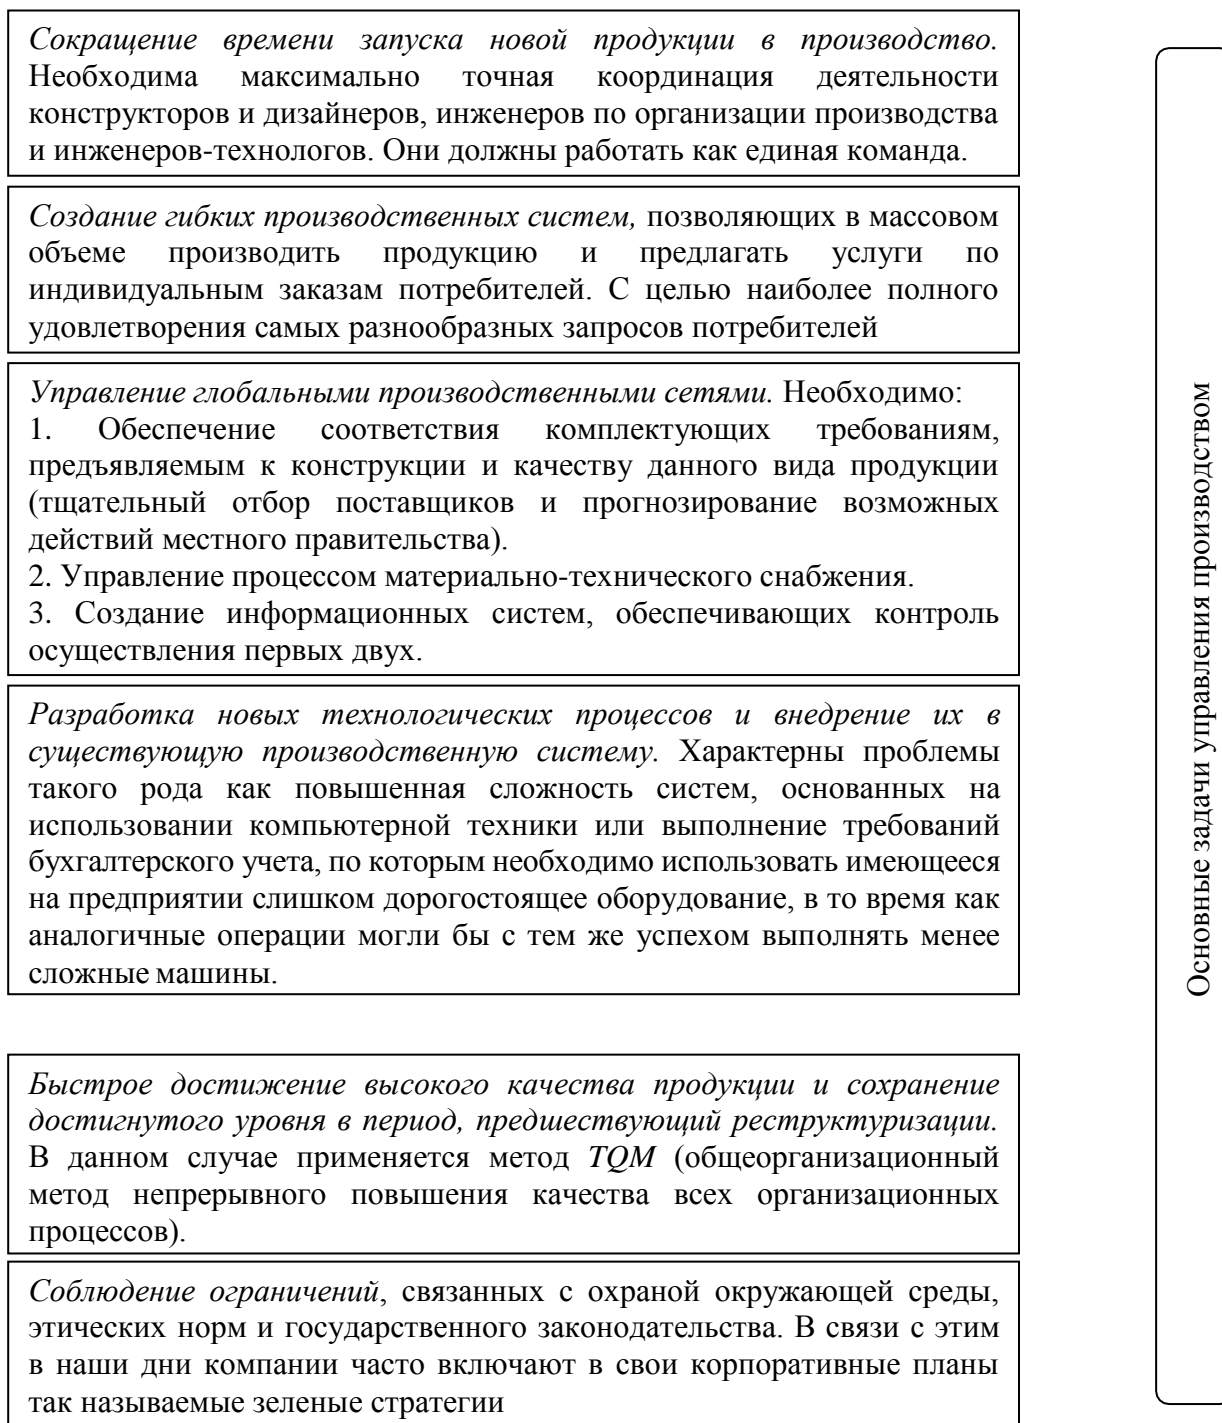 Сокращение времени запуска новой продукции в производство.
Необходима максимально точная координация деятельности
конструкторов и дизайнеров, инженеров по организации производства
и инженеров-технологов. Они должны работать как единая команда.
Создание гибких производственных систем, позволяющих в массовом
объеме производить продукцию и предлагать услуги по
индивидуальным заказам потребителей. С целью наиболее полного
удовлетворения самых разнообразных запросов потребителей
Управление глобальными производственными сетями. Необходимо:
1. Обеспечение соответствия комплектующих требованиям,
предъявляемым к конструкции и качеству данного вида продукции
(тщательный отбор поставщиков и прогнозирование возможных
действий местного правительства).
2. Управление процессом материально-технического снабжения.
3. Создание информационных систем, обеспечивающих контроль
осуществления первых двух.
Разработка новых технологических процессов и внедрение их в
существующую производственную систему. Характерны проблемы
такого рода как повышенная сложность систем, основанных на
использовании компьютерной техники или выполнение требований
бухгалтерского учета, по которым необходимо использовать имеющееся
на предприятии слишком дорогостоящее оборудование, в то время как
аналогичные операции могли бы с тем же успехом выполнять менее
сложные машины.
Быстрое достижение высокого качества продукции и сохранение
достигнутого уровня в период, предшествующий реструктуризации.
В данном случае применяется метод TQM (общеорганизационный
метод непрерывного повышения качества всех организационных
процессов).
Соблюдение ограничений, связанных с охраной окружающей среды,
этических норм и государственного законодательства. В связи с этим
в наши дни компании часто включают в свои корпоративные планы
так называемые зеленые стратегии
Основные задачи управления производством